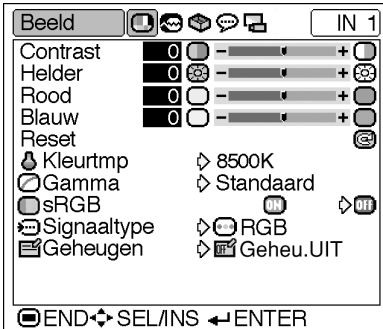 Beeld IN 1
Contrast 0 - +
Helder 0 - +
Rood 0 - +
Blauw 0 - +
Reset
Kleurtmp 8500K
Gamma Standaard
sRGB ON OFF
Signaaltype RGB
Geheugen OFF Geheu.UIT
END SEL/INS ENTER